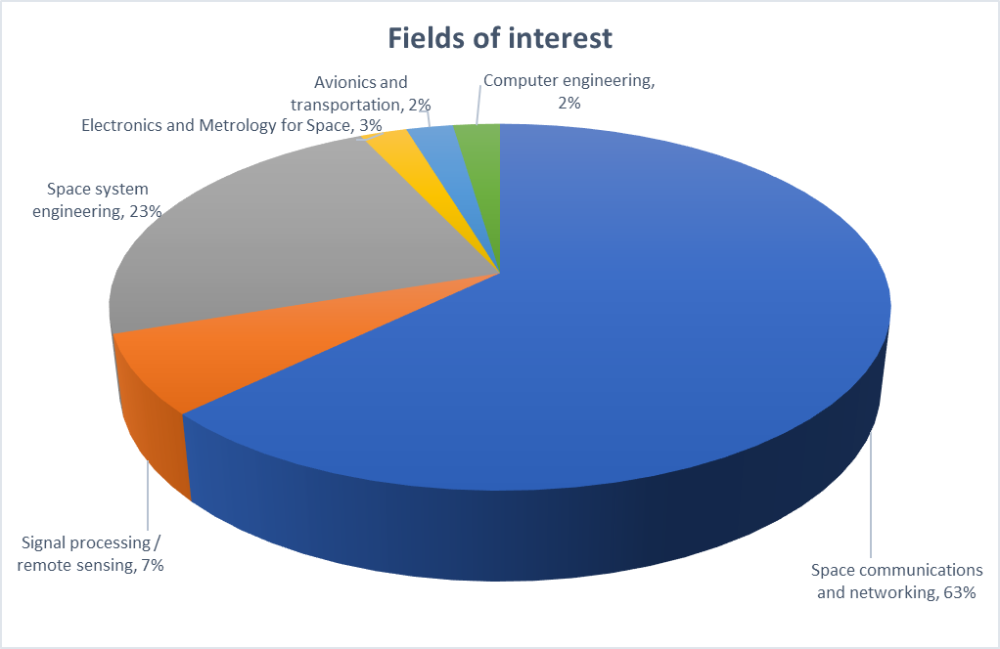 Fields of interest
Avionics and
transportation, 2%
Computer engineering,
2%
Electronics and Metrology for Space, 3%
Space system
engineering, 23%
Signal processing /
remote sensing, 7%
Space communications
and networking, 63%